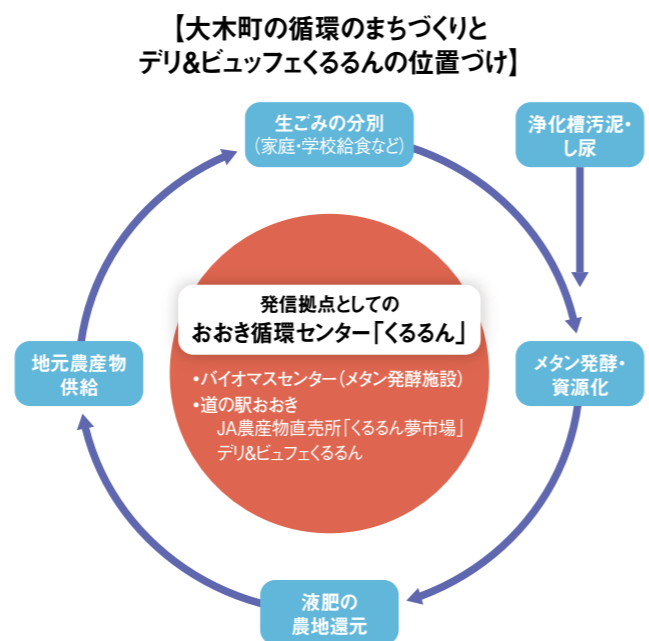 【大木町の循環のまちづくりと
デリ&ビュッフェくるるんの位置づけ】
生ごみの分別
(家庭・学校給食など)
浄化槽汚泥・
し尿
発信拠点としての
おおき循環センター「くるるん」
•バイオマスセンター(メタン発酵施設)
•道の駅おおき
JA農産物直売所「くるるん夢市場」
デリ&ビュフェくるるん
地元農産物
供給
メタン発酵・
資源化
液肥の
農地還元